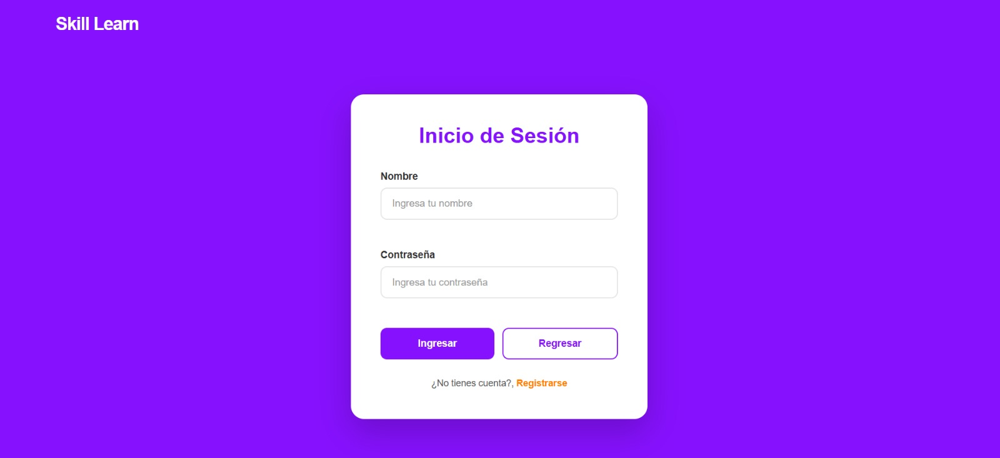 Skill Learn
Inicio de Sesión
Nombre
Ingresa tu nombre
Contraseña
Ingresa tu contraseña
Ingresar
Regresar
¿No tienes cuenta?, Registrarse